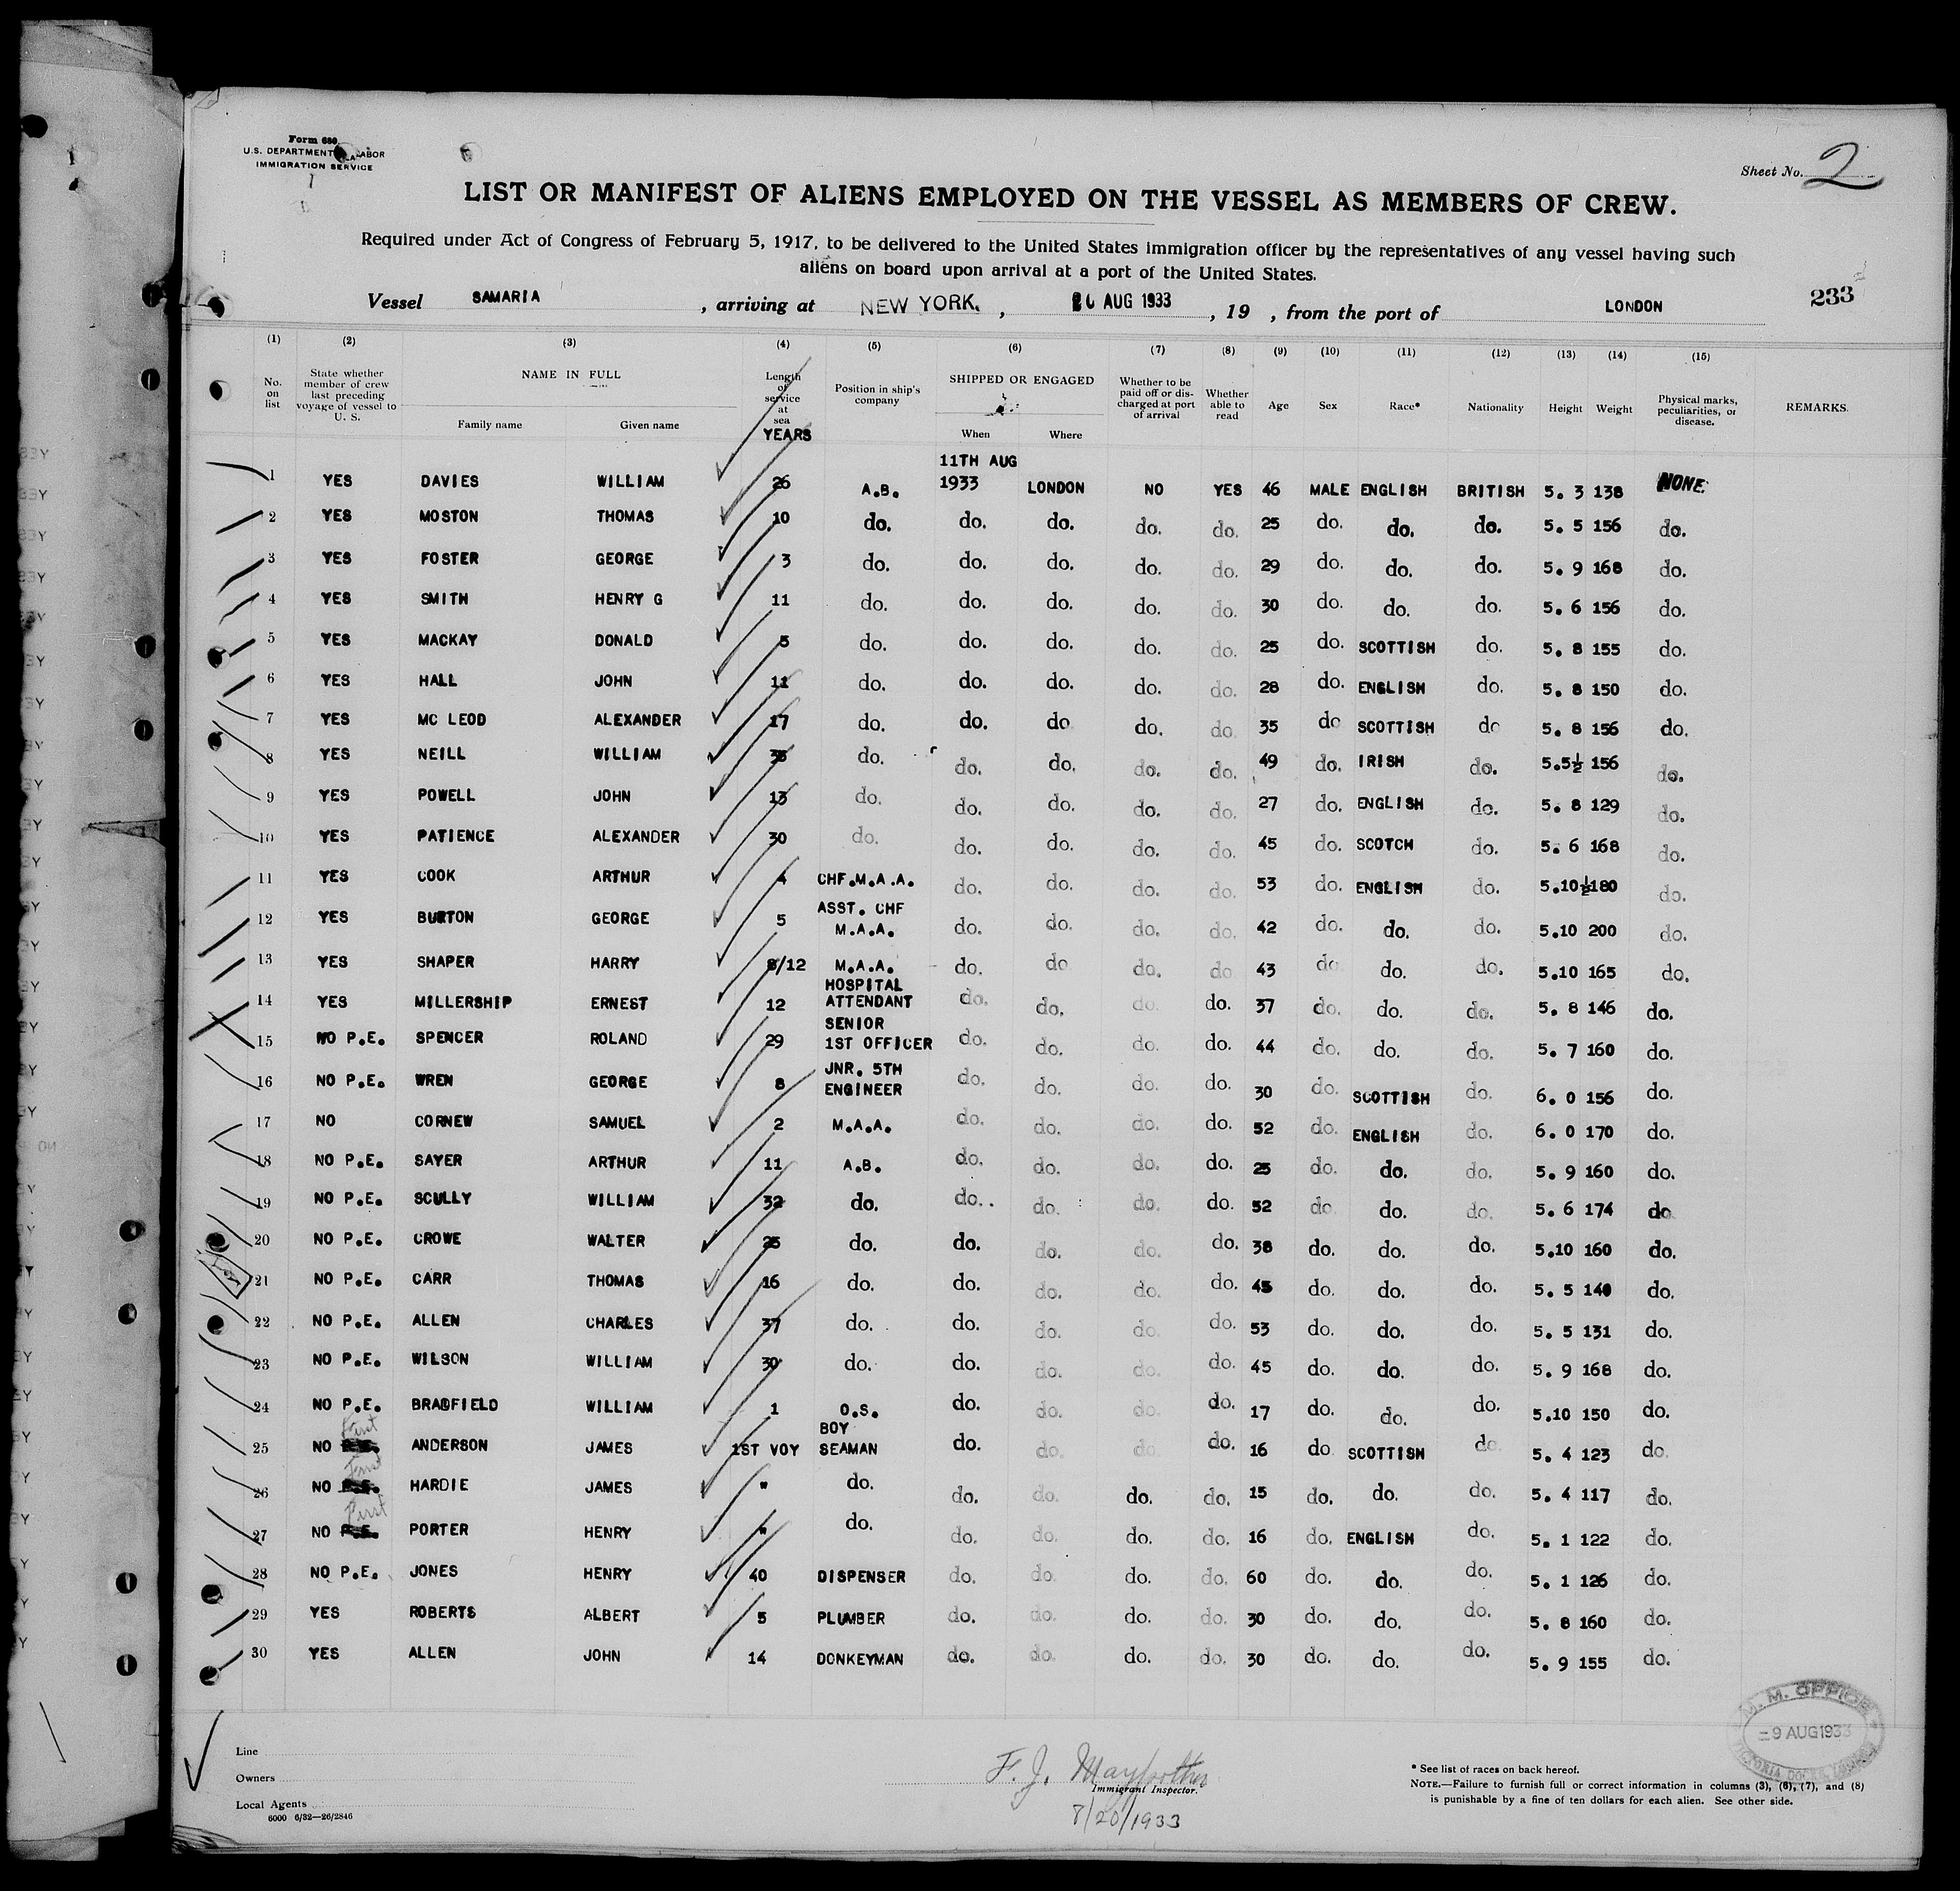 Form 680
U.S. DEPARTMENT OF LABOR
IMMIGRATION SERVICE
Sheet No. 2
LIST OR MANIFEST OF ALIENS EMPLOYED ON THE VESSEL AS MEMBERS OF CREW.
Required under Act of Congress of February 5, 1917, to be delivered to the United States immigration officer by the representatives of any vessel having such
aliens on board upon arrival at a port of the United States.
Vessel SAMARIA, arriving at NEW YORK, 20 AUG 1933, 19 , from the port of LONDON
233
(1) (2) (3) (4) (5) (6) (7) (8) (9) (10) (11) (12) (13) (14) (15)
No. on list State whether member of crew last preceding voyage of vessel to U. S. NAME IN FULL Family name Given name Length of service at sea YEARS Position in ship's company SHIPPED OR ENGAGED When Where Whether to be paid off or discharged at port of arrival Whether able to read Age Sex Race* Nationality Height Weight Physical marks, peculiarities, or disease. REMARKS.
1 YES DAVIES WILLIAM 26 A.B. 11TH AUG 1933 LONDON NO YES 46 MALE ENGLISH BRITISH 5. 3 138 NONE.
2 YES MOSTON THOMAS 10 do. do. do. do. do. 25 do. do. do. 5. 5 156 do.
3 YES FOSTER GEORGE 3 do. do. do. do. do. 29 do. do. do. 5. 9 168 do.
4 YES SMITH HENRY G 11 do. do. do. do. do. 30 do. do. do. 5. 6 156 do.
5 YES MACKAY DONALD 5 do. do. do. do. do. 25 do. SCOTTISH do. 5. 8 155 do.
6 YES HALL JOHN 11 do. do. do. do. do. 28 do. ENGLISH do. 5. 8 150 do.
7 YES MC LEOD ALEXANDER 17 do. do. do do. do. 35 do SCOTTISH do 5. 8 156 do.
8 YES NEILL WILLIAM 35 do. do. do. do. do. 49 do. IRISH do. 5.5½ 156 do.
9 YES POWELL JOHN 13 do. do. do. do. do. 27 do. ENGLISH do. 5. 8 129 do.
10 YES PATIENCE ALEXANDER 30 do. do. do. do. do. 45 do. SCOTCH do. 5. 6 168 do.
11 YES COOK ARTHUR 4 CHF.M.A.A. do. do. do. do. 53 do. ENGLISH do. 5.10½ 180 do.
12 YES BURTON GEORGE 5 ASST. CHF M.A.A. do. do. do. do. 42 do. do. do. 5.10 200 do.
13 YES SHAPER HARRY 8/12 M.A.A. do. do do. do 43 do. do. do. 5.10 165 do.
14 YES MILLERSHIP ERNEST 12 HOSPITAL ATTENDANT do. do. do. do. 37 do. do. do. 5. 8 146 do.
15 NO P.E. SPENCER ROLAND 29 SENIOR 1ST OFFICER do. do. do. do. 44 do. do. do. 5. 7 160 do.
16 NO P.E. WREN GEORGE 8 JNR. 5TH ENGINEER do. do. do. do. 30 do. SCOTTISH do. 6. 0 156 do.
17 NO CORNEW SAMUEL 2 M.A.A. do. do. do. do. 52 do. ENGLISH do. 6. 0 170 do.
18 NO P.E. SAYER ARTHUR 11 A.B. do. do. do. do. 25 do. do. do. 5. 9 160 do.
19 NO P.E. SCULLY WILLIAM 32 do. do. do. do. do. 52 do do. do. 5. 6 174 do
20 NO P.E. CROWE WALTER 25 do. do. do. do. do. 38 do. do. do. 5.10 160 do.
21 NO P.E. CARR THOMAS 16 do. do. do. do. do. 45 do. do. do. 5. 5 140 do.
22 NO P.E. ALLEN CHARLES 37 do. do. do. do. do. 53 do. do. do. 5. 5 131 do.
23 NO P.E. WILSON WILLIAM 30 do. do. do. do. do. 45 do. do. do. 5. 9 168 do.
24 NO P.E. BRADFIELD WILLIAM 1 O.S. do. do. do. do. 17 do. do. do. 5.10 150 do.
25 NO First ANDERSON JAMES 1ST VOY BOY SEAMAN do. do. do. do. 16 do SCOTTISH do. 5. 4 123 do.
26 NO First HARDIE JAMES " do. do. do. do. do. 15 do. do. do. 5. 4 117 do.
27 NO First PORTER HENRY " do. do. do. do. do. 16 do. ENGLISH do. 5. 1 122 do.
28 NO P.E. JONES HENRY 40 DISPENSER do. do. do. do. 60 do. do. do. 5. 1 126 do.
29 YES ROBERTS ALBERT 5 PLUMBER do. do. do. do. 30 do. do. do. 5. 8 160 do.
30 YES ALLEN JOHN 14 DONKEYMAN do. do. do. do. 30 do. do. do. 5. 9 155 do.
M. M. OFFICE
9 AUG 1933
VICTORIA DOCKS
Line
Owners
Local Agents
6000 6/32—26/2846
F. J.
Immigrant Inspector.
8/20/1933
* See list of races on back hereof.
NOTE.—Failure to furnish full or correct information in columns (3), (6), (7), and (8)
is punishable by a fine of ten dollars for each alien. See other side.